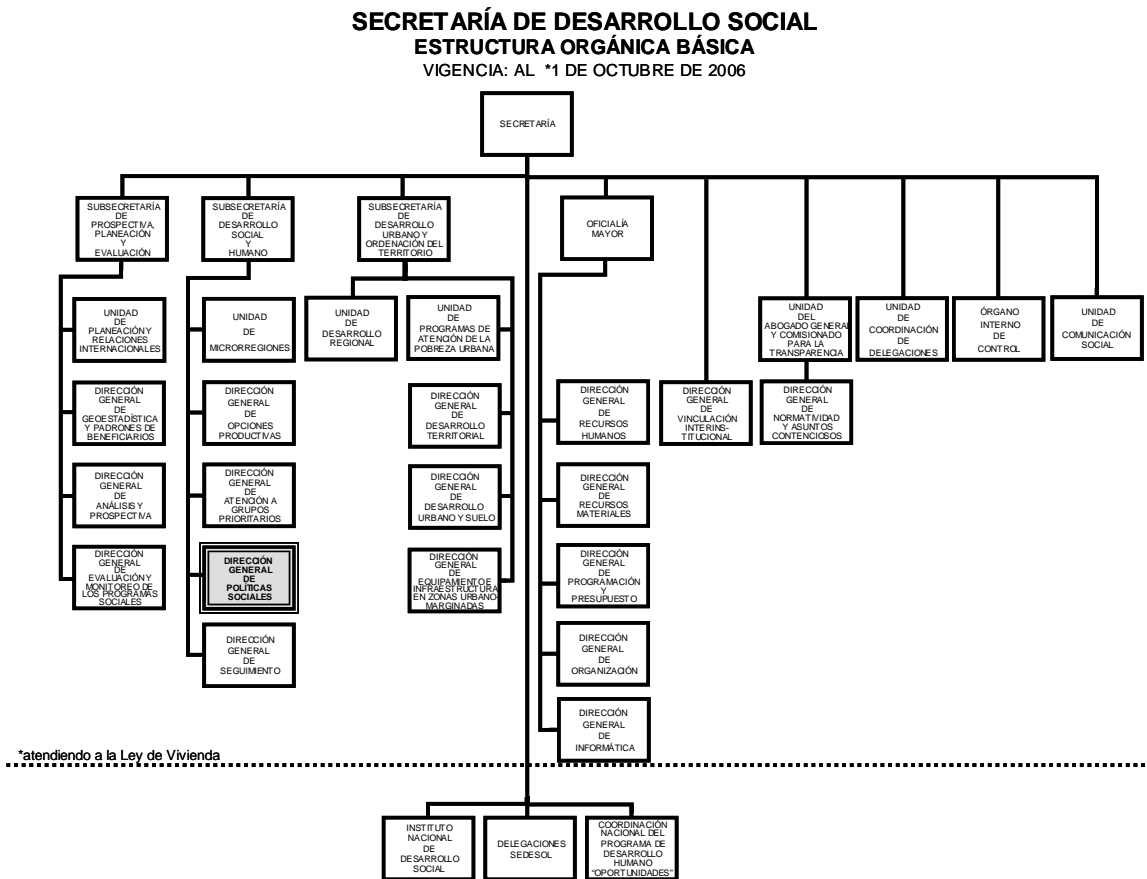 SECRETARÍA DE DESARROLLO SOCIAL
ESTRUCTURA ORGÁNICA BÁSICA
VIGENCIA: AL *1 DE OCTUBRE DE 2006
SECRETARÍA
SUBSECRETARÍA
DE
PROSPECTIVA,
PLANEACIÓN
Y
EVALUACIÓN
SUBSECRETARÍA
DE
DESARROLLO
SOCIAL
Y
HUMANO
SUBSECRETARÍA
DE
DESARROLLO
URBANO Y
ORDENACIÓN DEL
TERRITORIO
OFICIALÍA
MAYOR
UNIDAD
DE
PLANEACIÓN Y
RELACIONES
INTERNACIONALES
UNIDAD
DE
MICRORREGIONES
UNIDAD
DE
DESARROLLO
REGIONAL
UNIDAD
DE
PROGRAMAS DE
ATENCIÓN DE LA
POBREZA URBANA
UNIDAD
DEL
ABOGADO GENERAL
Y COMISIONADO
PARA LA
TRANSPARENCIA
UNIDAD
DE
COORDINACIÓN
DE
DELEGACIONES
ÓRGANO
INTERNO
DE
CONTROL
UNIDAD
DE
COMUNICACIÓN
SOCIAL
DIRECCIÓN
GENERAL
DE
GEOESTADÍSTICA
Y PADRONES DE
BENEFICIARIOS
DIRECCIÓN
GENERAL
DE
OPCIONES
PRODUCTIVAS
DIRECCIÓN
GENERAL
DE
DESARROLLO
TERRITORIAL
DIRECCIÓN
GENERAL
DE
RECURSOS
HUMANOS
DIRECCIÓN
GENERAL
DE
VINCULACIÓN
INTERINS-
TITUCIONAL
DIRECCIÓN
GENERAL
DE
NORMATIVIDAD
Y ASUNTOS
CONTENCIOSOS
DIRECCIÓN
GENERAL
DE
ANÁLISIS Y
PROSPECTIVA
DIRECCIÓN
GENERAL
DE
ATENCIÓN A
GRUPOS
PRIORITARIOS
DIRECCIÓN
GENERAL
DE
DESARROLLO
URBANO Y SUELO
DIRECCIÓN
GENERAL
DE
RECURSOS
MATERIALES
DIRECCIÓN
GENERAL
DE
EVALUACIÓN Y
MONITOREO DE
LOS PROGRAMAS
SOCIALES
DIRECCIÓN
GENERAL
DE
POLÍTICAS
SOCIALES
DIRECCIÓN
GENERAL
DE
EQUIPAMIENTO E
INFRAESTRUCTURA
EN ZONAS URBANO-
MARGINADAS
DIRECCIÓN
GENERAL
DE
PROGRAMACIÓN
Y
PRESUPUESTO
DIRECCIÓN
GENERAL
DE
SEGUIMIENTO
DIRECCIÓN
GENERAL
DE
ORGANIZACIÓN
DIRECCIÓN
GENERAL
DE
INFORMÁTICA
*atendiendo a la Ley de Vivienda
INSTITUTO
NACIONAL
DE
DESARROLLO
SOCIAL
DELEGACIONES
SEDESOL
COORDINACIÓN
NACIONAL DEL
PROGRAMA DE
DESARROLLO
HUMANO
"OPORTUNIDADES"